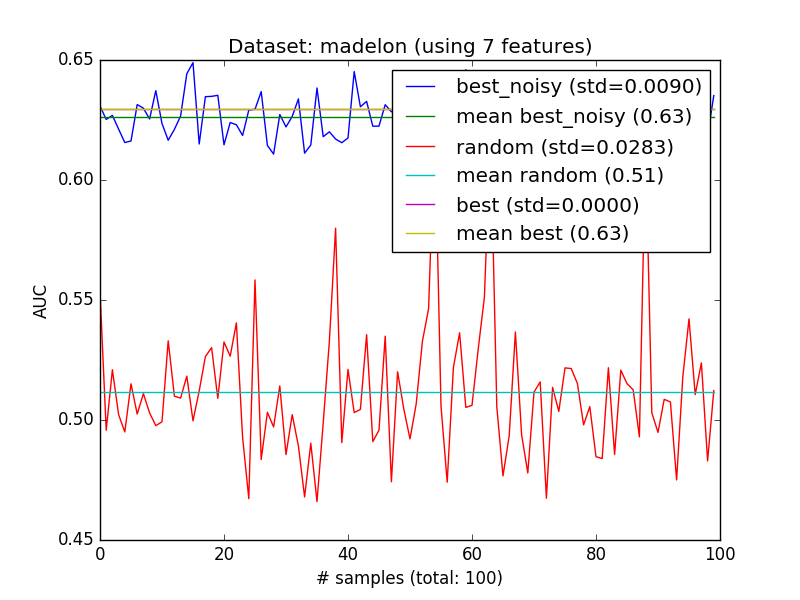 Dataset: madelon (using 7 features)
0.65
0.60
0.55
0.50
0.45
AUC
best_noisy (std=0.0090)
mean best_noisy (0.63)
random (std=0.0283)
mean random (0.51)
best (std=0.0000)
mean best (0.63)
0 20 40 60 80 100
# samples (total: 100)